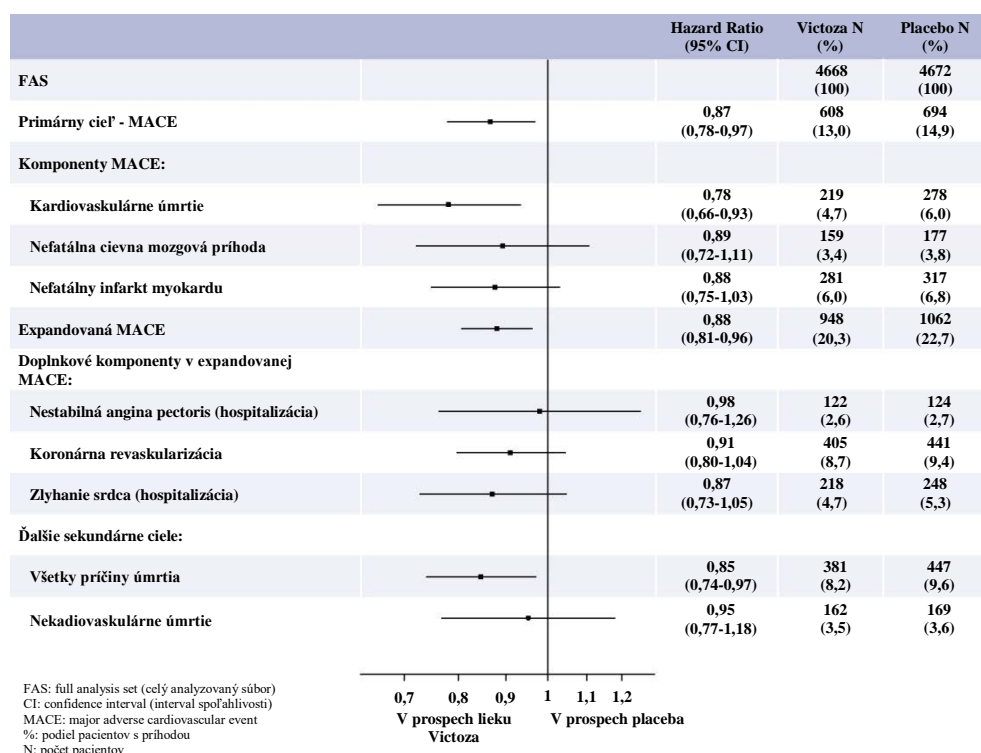 Hazard Ratio Victoza N Placebo N
(95% CI) (%) (%)
FAS 4668 4672
(100) (100)
Primárny cieľ - MACE 0,87 608 694
(0,78-0,97) (13,0) (14,9)
Komponenty MACE:
Kardiovaskulárne úmrtie 0,78 219 278
(0,66-0,93) (4,7) (6,0)
Nefatálna cievna mozgová príhoda 0,89 159 177
(0,72-1,11) (3,4) (3,8)
Nefatálny infarkt myokardu 0,88 281 317
(0,75-1,03) (6,0) (6,8)
Expandovaná MACE 0,88 948 1062
(0,81-0,96) (20,3) (22,7)
Doplnkové komponenty v expandovanej
MACE:
Nestabilná angina pectoris (hospitalizácia) 0,98 122 124
(0,76-1,26) (2,6) (2,7)
Koronárna revaskularizácia 0,91 405 441
(0,80-1,04) (8,7) (9,4)
Zlyhanie srdca (hospitalizácia) 0,87 218 248
(0,73-1,05) (4,7) (5,3)
Ďalšie sekundárne ciele:
Všetky príčiny úmrtia 0,85 381 447
(0,74-0,97) (8,2) (9,6)
Nekadiovaskulárne úmrtie 0,95 162 169
(0,77-1,18) (3,5) (3,6)
0,7 0,8 0,9 1 1,1 1,2
V prospech lieku V prospech placeba
Victoza
FAS: full analysis set (celý analyzovaný súbor)
CI: confidence interval (interval spoľahlivosti)
MACE: major adverse cardiovascular event
%: podiel pacientov s príhodou
N: počet pacientov